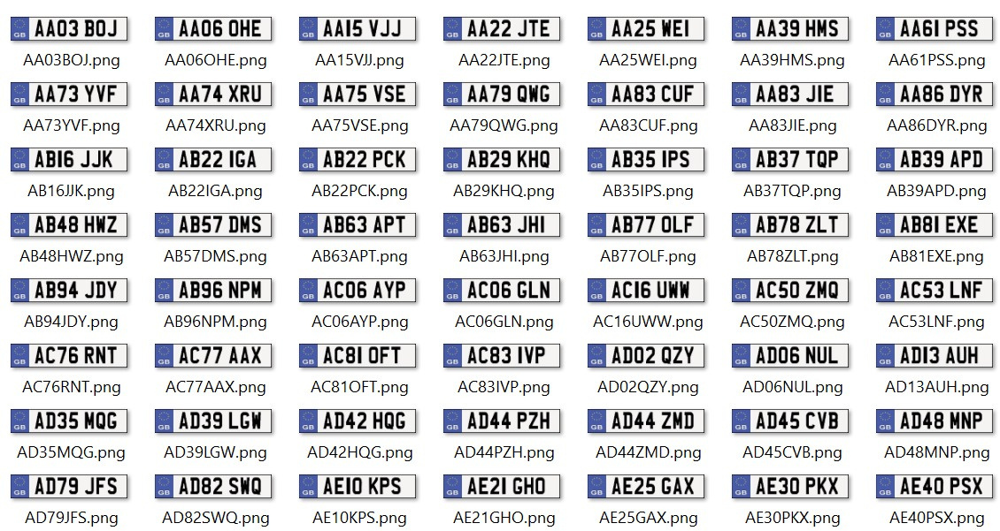 GB AA03 BOJ GB AA06 OHE GB AA15 VJJ GB AA22 JTE GB AA25 WEI GB AA39 HMS GB AA61 PSS
AA03BOJ.png AA06OHE.png AA15VJJ.png AA22JTE.png AA25WEI.png AA39HMS.png AA61PSS.png
GB AA73 YVF GB AA74 XRU GB AA75 VSE GB AA79 QWG GB AA83 CUF GB AA83 JIE GB AA86 DYR
AA73YVF.png AA74XRU.png AA75VSE.png AA79QWG.png AA83CUF.png AA83JIE.png AA86DYR.png
GB AB16 JJK GB AB22 IGA GB AB22 PCK GB AB29 KHQ GB AB35 IPS GB AB37 TQP GB AB39 APD
AB16JJK.png AB22IGA.png AB22PCK.png AB29KHQ.png AB35IPS.png AB37TQP.png AB39APD.png
GB AB48 HWZ GB AB57 DMS GB AB63 APT GB AB63 JHI GB AB77 OLF GB AB78 ZLT GB AB81 EXE
AB48HWZ.png AB57DMS.png AB63APT.png AB63JHI.png AB77OLF.png AB78ZLT.png AB81EXE.png
GB AB94 JDY GB AB96 NPM GB AC06 AYP GB AC06 GLN GB AC16 UWW GB AC50 ZMQ GB AC53 LNF
AB94JDY.png AB96NPM.png AC06AYP.png AC06GLN.png AC16UWW.png AC50ZMQ.png AC53LNF.png
GB AC76 RNT GB AC77 AAX GB AC81 OFT GB AC83 IVP GB AD02 QZY GB AD06 NUL GB AD13 AUH
AC76RNT.png AC77AAX.png AC81OFT.png AC83IVP.png AD02QZY.png AD06NUL.png AD13AUH.png
GB AD35 MQG GB AD39 LGW GB AD42 HQG GB AD44 PZH GB AD44 ZMD GB AD45 CVB GB AD48 MNP
AD35MQG.png AD39LGW.png AD42HQG.png AD44PZH.png AD44ZMD.png AD45CVB.png AD48MNP.png
GB AD79 JFS GB AD82 SWQ GB AE10 KPS GB AE21 GHO GB AE25 GAX GB AE30 PKX GB AE40 PSX
AD79JFS.png AD82SWQ.png AE10KPS.png AE21GHO.png AE25GAX.png AE30PKX.png AE40PSX.png